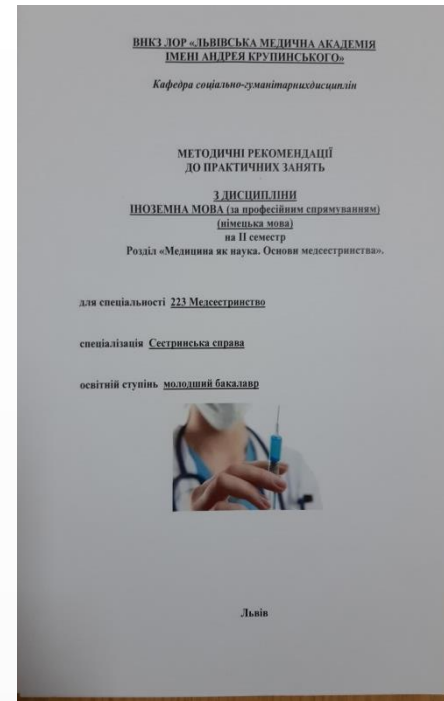 ВНКЗ ЛОР «ЛЬВІВСЬКА МЕДИЧНА АКАДЕМІЯ
ІМЕНІ АНДРЕЯ КРУПИНСЬКОГО»
Кафедра соціально-гуманітарнихдисциплін
МЕТОДИЧНІ РЕКОМЕНДАЦІЇ
ДО ПРАКТИЧНИХ ЗАНЯТЬ
З ДИСЦИПЛІНИ
ІНОЗЕМНА МОВА (за професійним спрямуванням)
(німецька мова)
на ІІ семестр
Розділ «Медицина як наука. Основи медсестринства».
для спеціальності 223 Медсестринство
спеціалізація Сестринська справа
освітній ступінь молодший бакалавр
Львів